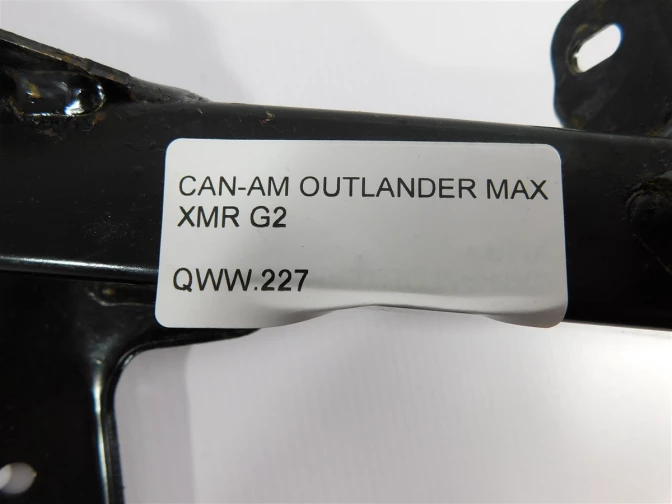 CAN-AM OUTLANDER MAX
XMR G2
QWW.227